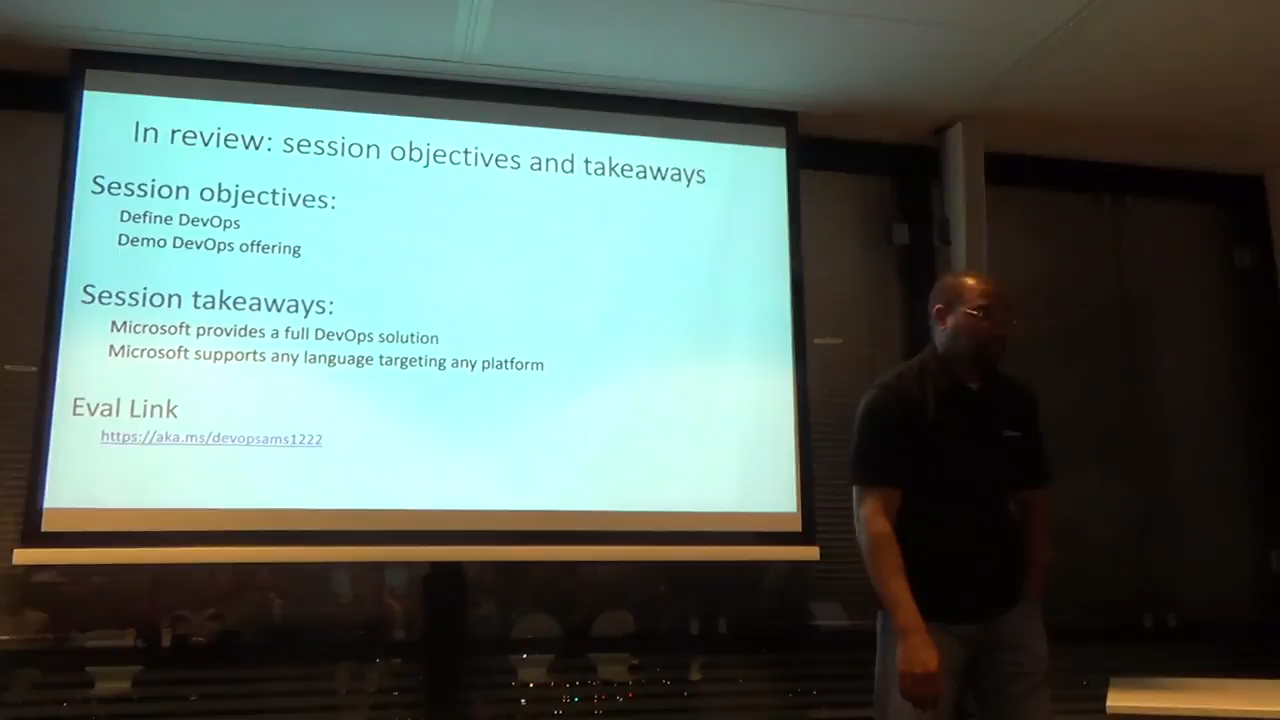 In review: session objectives and takeaways
Session objectives:
Define DevOps
Demo DevOps offering
Session takeaways:
Microsoft provides a full DevOps solution
Microsoft supports any language targeting any platform
Eval Link
https://aka.ms/devopsams1222